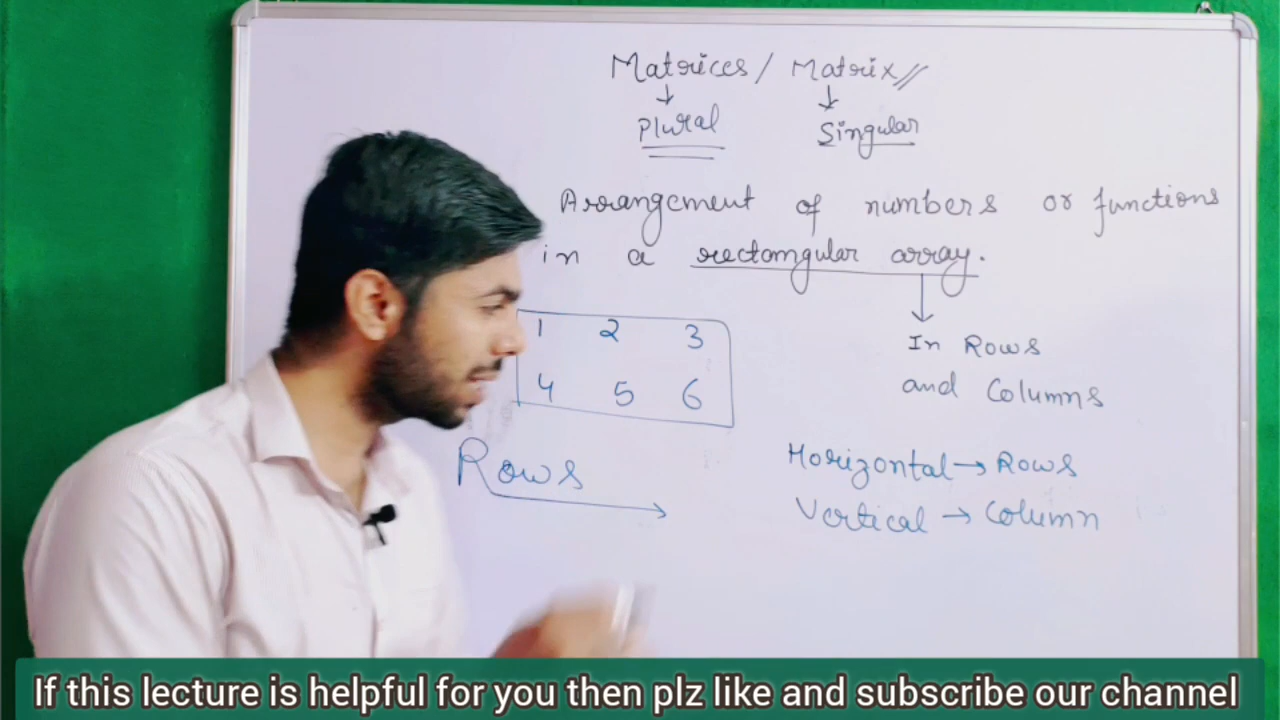 Matrices / Matrix //
↓ ↓
Plural Singular
Arrangement of numbers or functions
in a rectangular array.
↓
In Rows
and Columns
1 2 3
4 5 6
Rows →
Horizontal → Rows
Vertical → Column
If this lecture is helpful for you then plz like and subscribe our channel